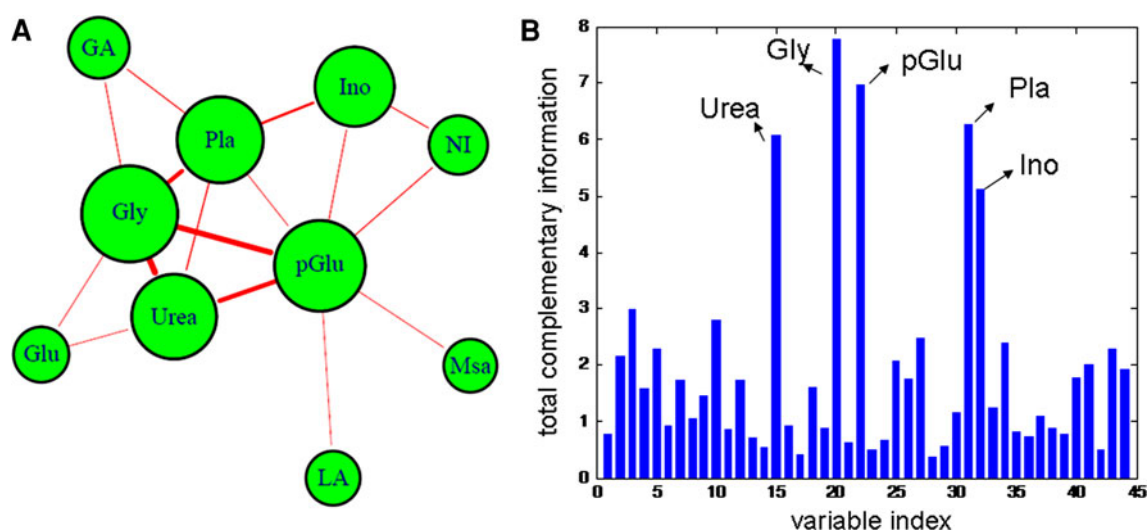 A
GA
Ino
Pla
NI
Gly
pGlu
Urea
Glu
Msa
LA
B
total complementary information
8
7
6
5
4
3
2
1
0
Gly
pGlu
Urea
Pla
Ino
0 5 10 15 20 25 30 35 40 45
variable index